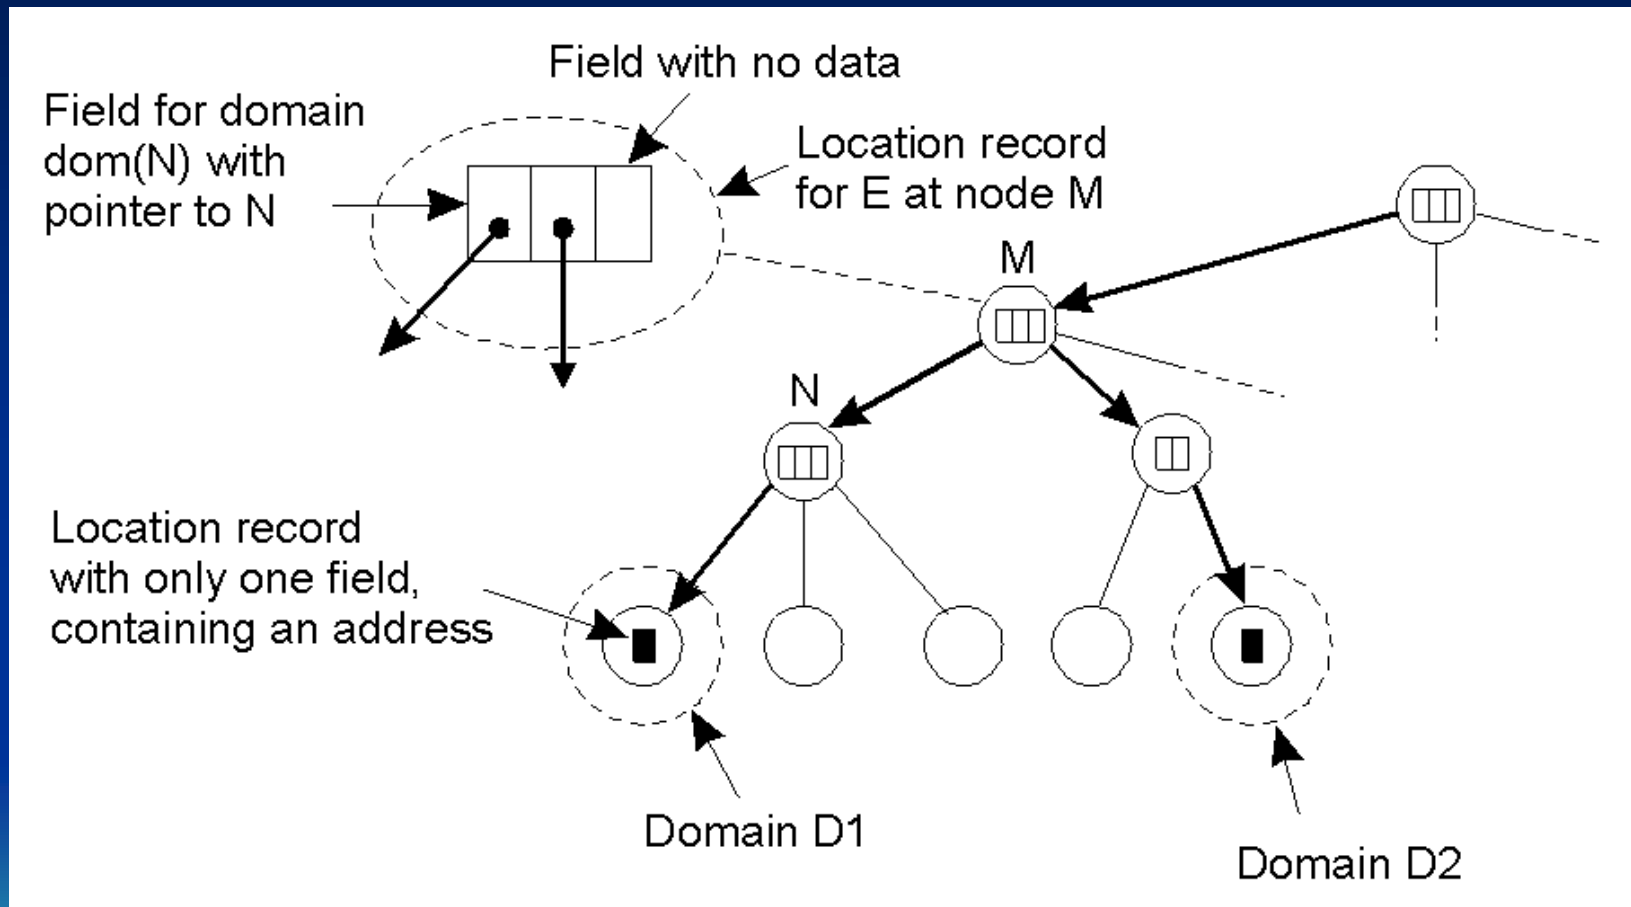 Field with no data
Field for domain
dom(N) with
pointer to N
Location record
for E at node M
M
N
Location record
with only one field,
containing an address
Domain D1
Domain D2